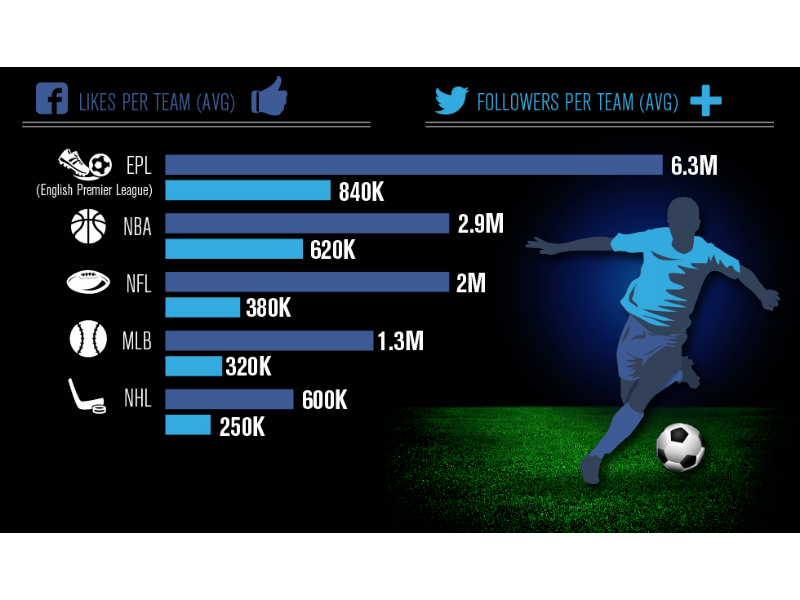 LIKES PER TEAM (AVG)
FOLLOWERS PER TEAM (AVG)
EPL
6.3M
(English Premier League)
840K
NBA
2.9M
620K
NFL
2M
380K
MLB
1.3M
320K
NHL
600K
250K